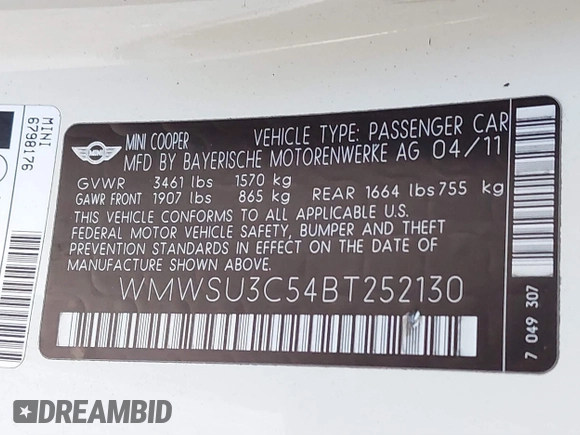 MINI
6798176
MINI
MINI COOPER VEHICLE TYPE: PASSENGER CAR
MFD BY BAYERISCHE MOTORENWERKE AG 04/11
GVWR 3461 lbs 1570 kg
GAWR FRONT 1907 lbs 865 kg REAR 1664 lbs 755 kg
THIS VEHICLE CONFORMS TO ALL APPLICABLE U.S.
FEDERAL MOTOR VEHICLE SAFETY, BUMPER AND THEFT
PREVENTION STANDARDS IN EFFECT ON THE DATE
OF MANUFACTURE SHOWN ABOVE.
WMWSU3C54BT252130
7 049 307
DREAMBID